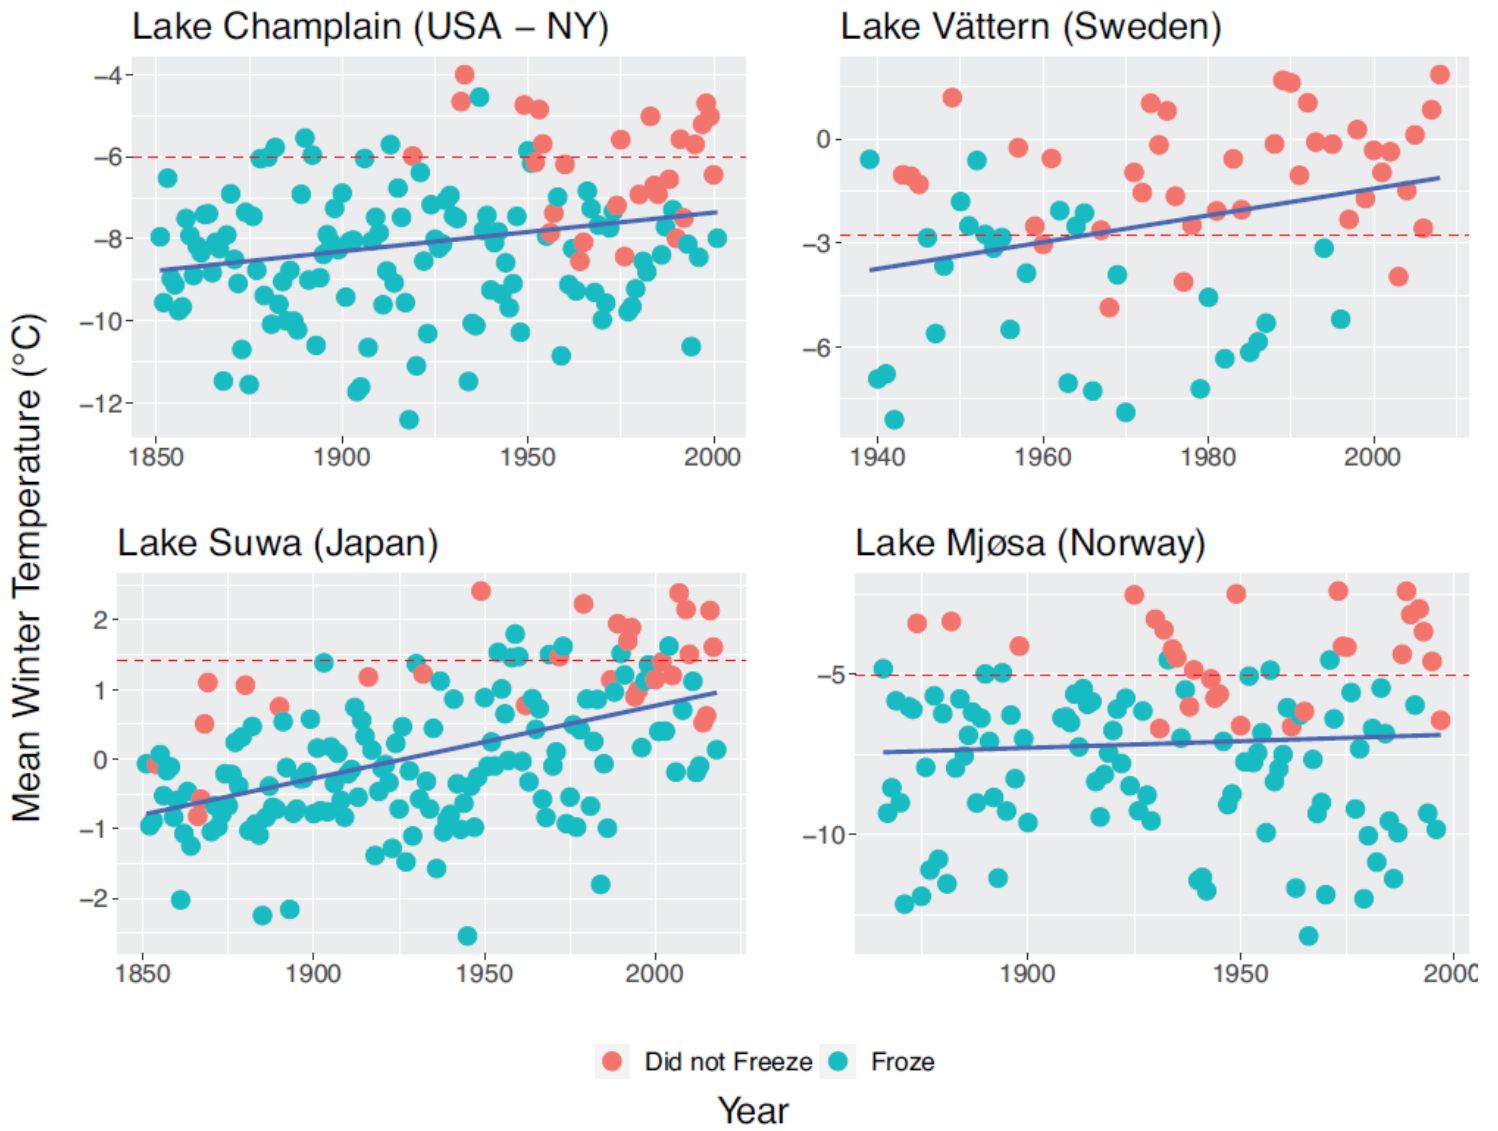 Lake Champlain (USA − NY)
Lake Vättern (Sweden)
−4
−6
−8
−10
−12
1850 1900 1950 2000
0
−3
−6
1940 1960 1980 2000
Lake Suwa (Japan)
Lake Mjøsa (Norway)
2
1
0
−1
−2
1850 1900 1950 2000
−5
−10
1900 1950 2000
Mean Winter Temperature (°C)
Did not Freeze Froze
Year